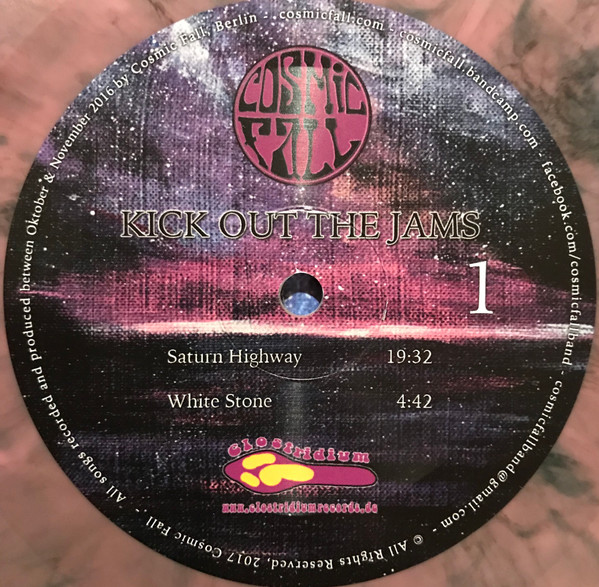 COSMIC
FALL
KICK OUT THE JAMS
1
Saturn Highway 19:32
White Stone 4:42
Clostridium
www.clostridiumrecords.de
All songs recorded and produced between Oktober & November 2016 by Cosmic Fall, Berlin - cosmicfall.com - cosmicfall.bandcamp.com - facebook.com/cosmicfallband - cosmicfallband@gmail.com - © All Rights Reserved, 2017 Cosmic Fall -